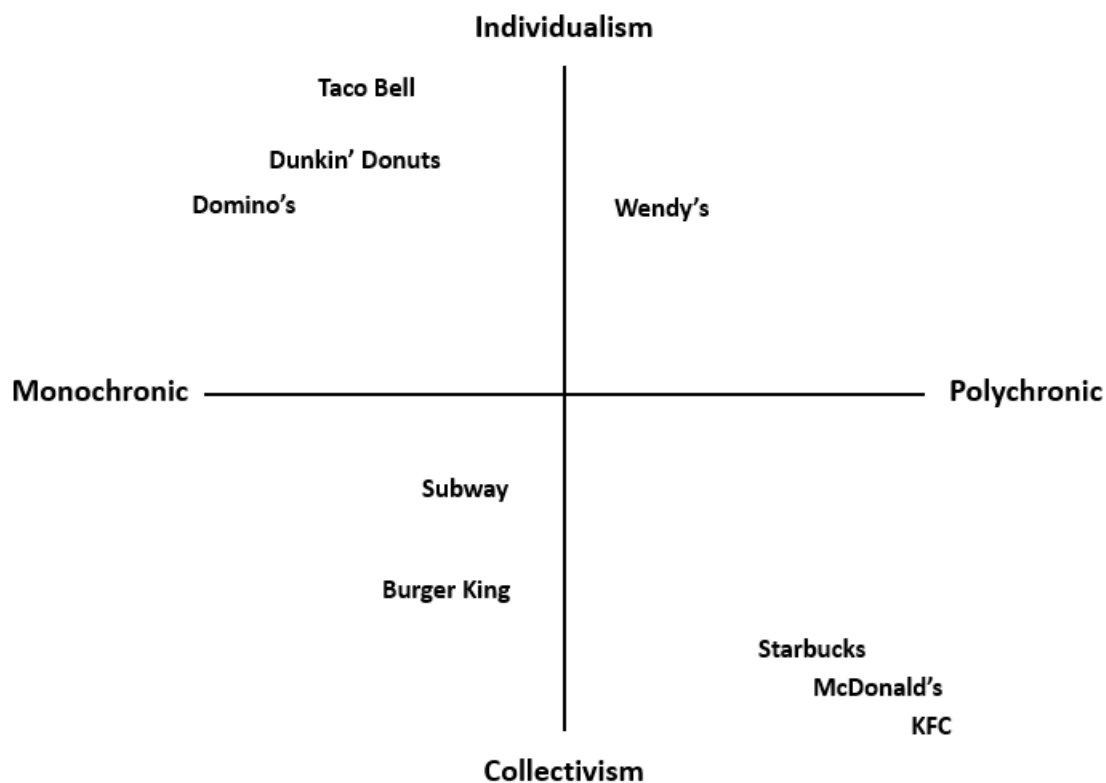 Individualism
Taco Bell
Dunkin’ Donuts
Domino’s
Wendy’s
Monochronic
Polychronic
Subway
Burger King
Starbucks
McDonald’s
KFC
Collectivism